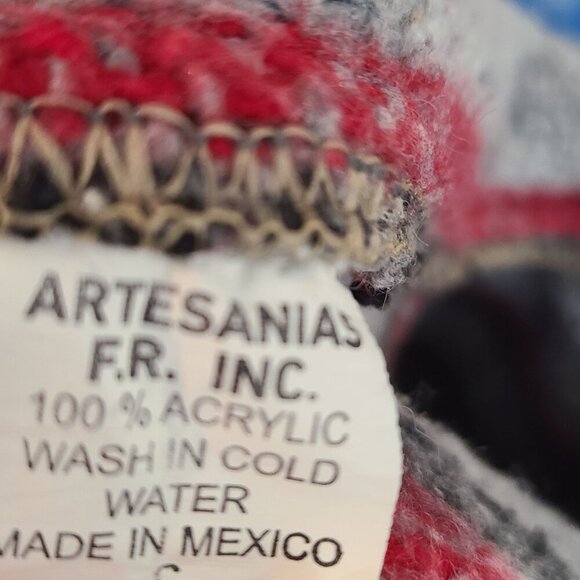 ARTESANIAS
F.R. INC.
100 % ACRYLIC
WASH IN COLD
WATER
MADE IN MEXICO